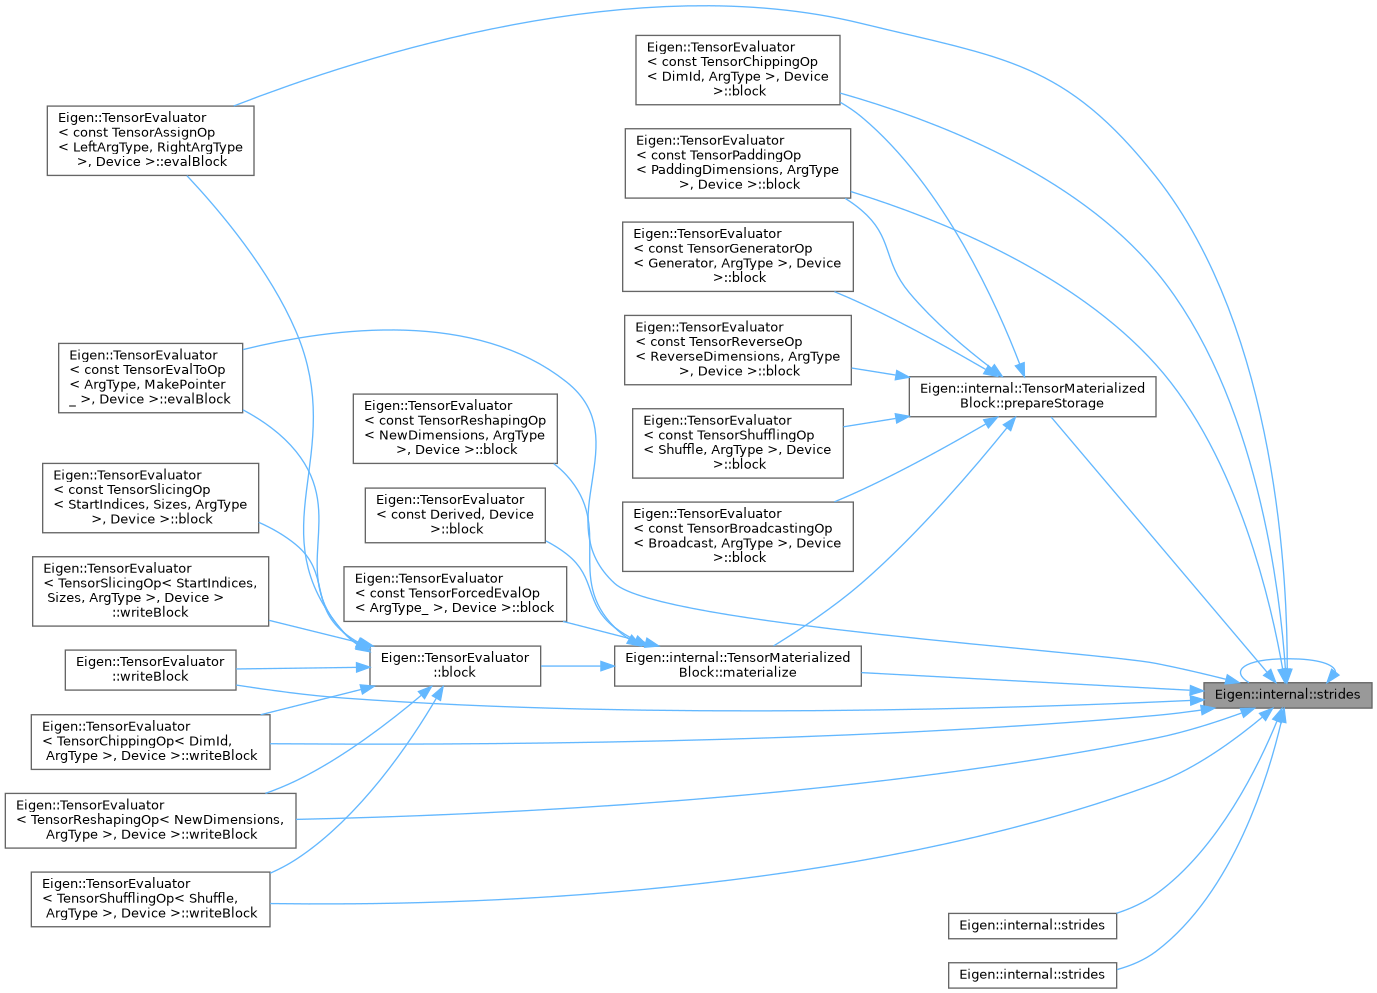 Eigen::TensorEvaluator
< const TensorChippingOp
< DimId, ArgType >, Device
>::block
Eigen::TensorEvaluator
< const TensorAssignOp
< LeftArgType, RightArgType
>, Device >::evalBlock
Eigen::TensorEvaluator
< const TensorPaddingOp
< PaddingDimensions, ArgType
>, Device >::block
Eigen::TensorEvaluator
< const TensorGeneratorOp
< Generator, ArgType >, Device
>::block
Eigen::TensorEvaluator
< const TensorReverseOp
< ReverseDimensions, ArgType
>, Device >::block
Eigen::TensorEvaluator
< const TensorEvalToOp
< ArgType, MakePointer
_ >, Device >::evalBlock
Eigen::internal::TensorMaterialized
Block::prepareStorage
Eigen::TensorEvaluator
< const TensorReshapingOp
< NewDimensions, ArgType
>, Device >::block
Eigen::TensorEvaluator
< const TensorShufflingOp
< Shuffle, ArgType >, Device
>::block
Eigen::TensorEvaluator
< const TensorSlicingOp
< StartIndices, Sizes, ArgType
>, Device >::block
Eigen::TensorEvaluator
< const Derived, Device
>::block
Eigen::TensorEvaluator
< const TensorBroadcastingOp
< Broadcast, ArgType >, Device
>::block
Eigen::TensorEvaluator
< TensorSlicingOp< StartIndices,
Sizes, ArgType >, Device >
::writeBlock
Eigen::TensorEvaluator
< const TensorForcedEvalOp
< ArgType_ >, Device >::block
Eigen::TensorEvaluator
::writeBlock
Eigen::TensorEvaluator
::block
Eigen::internal::TensorMaterialized
Block::materialize
Eigen::internal::strides
Eigen::TensorEvaluator
< TensorChippingOp< DimId,
ArgType >, Device >::writeBlock
Eigen::TensorEvaluator
< TensorReshapingOp< NewDimensions,
ArgType >, Device >::writeBlock
Eigen::TensorEvaluator
< TensorShufflingOp< Shuffle,
ArgType >, Device >::writeBlock
Eigen::internal::strides
Eigen::internal::strides